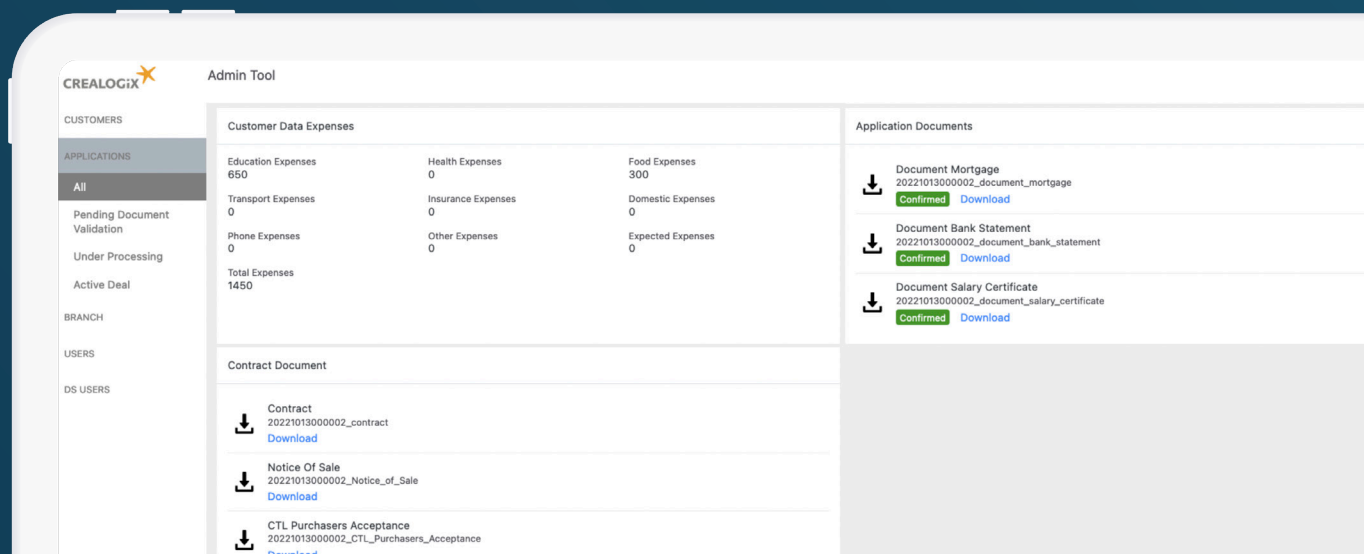 CREALOGIX
Admin Tool
CUSTOMERS
APPLICATIONS
All
Pending Document
Validation
Under Processing
Active Deal
BRANCH
USERS
DS USERS
Customer Data Expenses
Education Expenses
650
Health Expenses
0
Food Expenses
300
Transport Expenses
0
Insurance Expenses
0
Domestic Expenses
0
Phone Expenses
0
Other Expenses
0
Expected Expenses
0
Total Expenses
1450
Application Documents
Document Mortgage
20221013000002_document_mortgage
Confirmed Download
Document Bank Statement
20221013000002_document_bank_statement
Confirmed Download
Document Salary Certificate
20221013000002_document_salary_certificate
Confirmed Download
Contract Document
Contract
20221013000002_contract
Download
Notice Of Sale
20221013000002_Notice_of_Sale
Download
CTL Purchasers Acceptance
20221013000002_CTL_Purchasers_Acceptance
Download